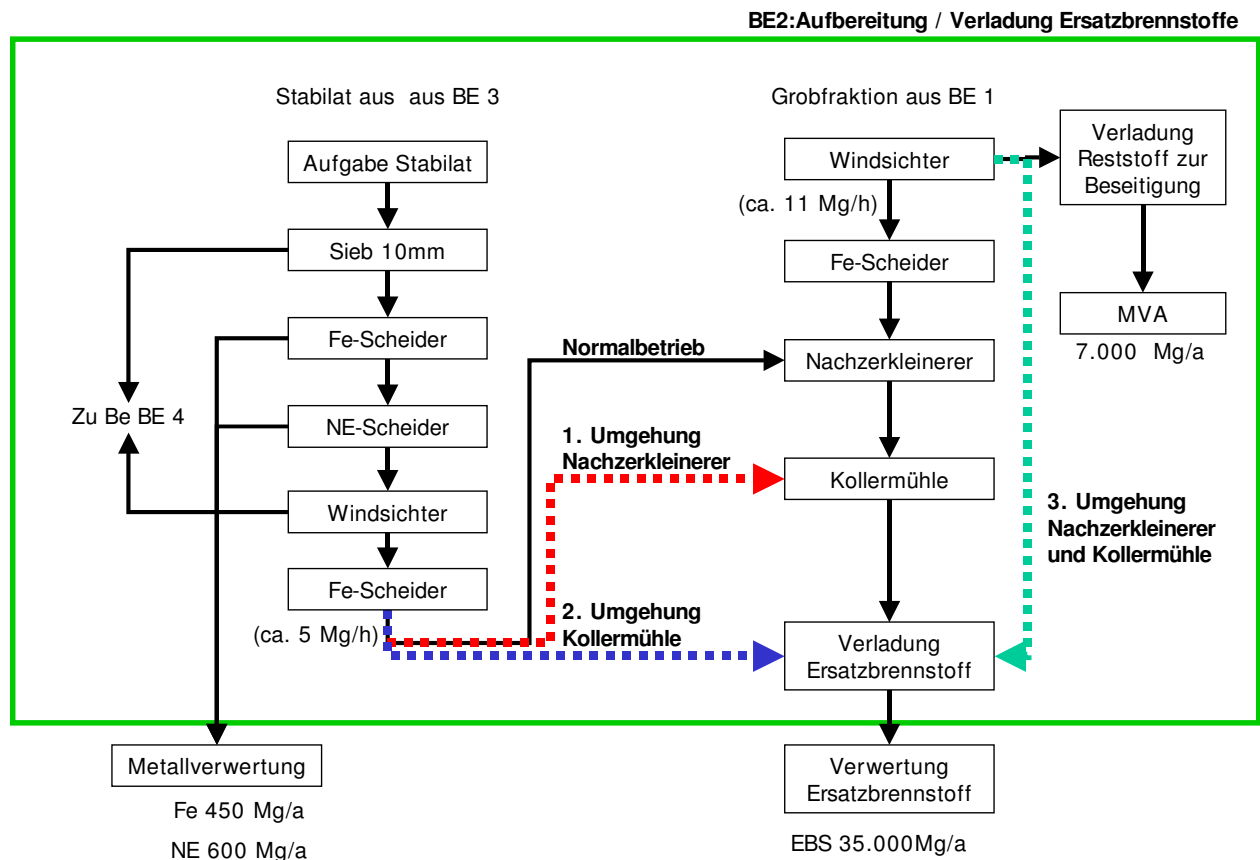 BE2:Aufbereitung / Verladung Ersatzbrennstoffe
Stabilat aus aus BE 3
Aufgabe Stabilat
Sieb 10mm
Fe-Scheider
Zu Be BE 4
NE-Scheider
Windsichter
Fe-Scheider
(ca. 5 Mg/h)
Metallverwertung
Fe 450 Mg/a
NE 600 Mg/a
Normalbetrieb
1. Umgehung
Nachzerkleinerer
2. Umgehung
Kollermühle
Grobfraktion aus BE 1
Windsichter
(ca. 11 Mg/h)
Fe-Scheider
Nachzerkleinerer
Kollermühle
Verladung
Ersatzbrennstoff
Verwertung
Ersatzbrennstoff
EBS 35.000Mg/a
Verladung
Reststoff zur
Beseitigung
MVA
7.000 Mg/a
3. Umgehung
Nachzerkleinerer
und Kollermühle